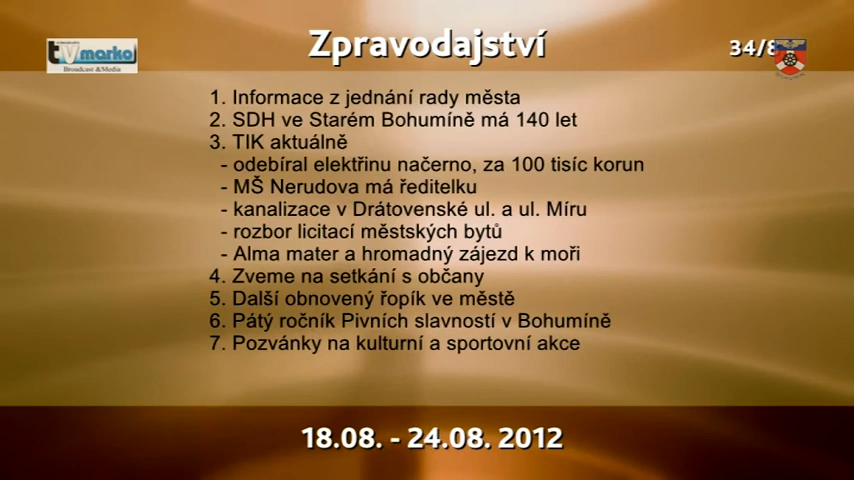 Zpravodajství
tvmarko
Broadcast &Media
34/8
1. Informace z jednání rady města
2. SDH ve Starém Bohumíně má 140 let
3. TIK aktuálně
- odebíral elektřinu načerno, za 100 tisíc korun
- MŠ Nerudova má ředitelku
- kanalizace v Drátovenské ul. a ul. Míru
- rozbor licitací městských bytů
- Alma mater a hromadný zájezd k moři
4. Zveme na setkání s občany
5. Další obnovený řopík ve městě
6. Pátý ročník Pivních slavností v Bohumíně
7. Pozvánky na kulturní a sportovní akce
18.08. - 24.08. 2012